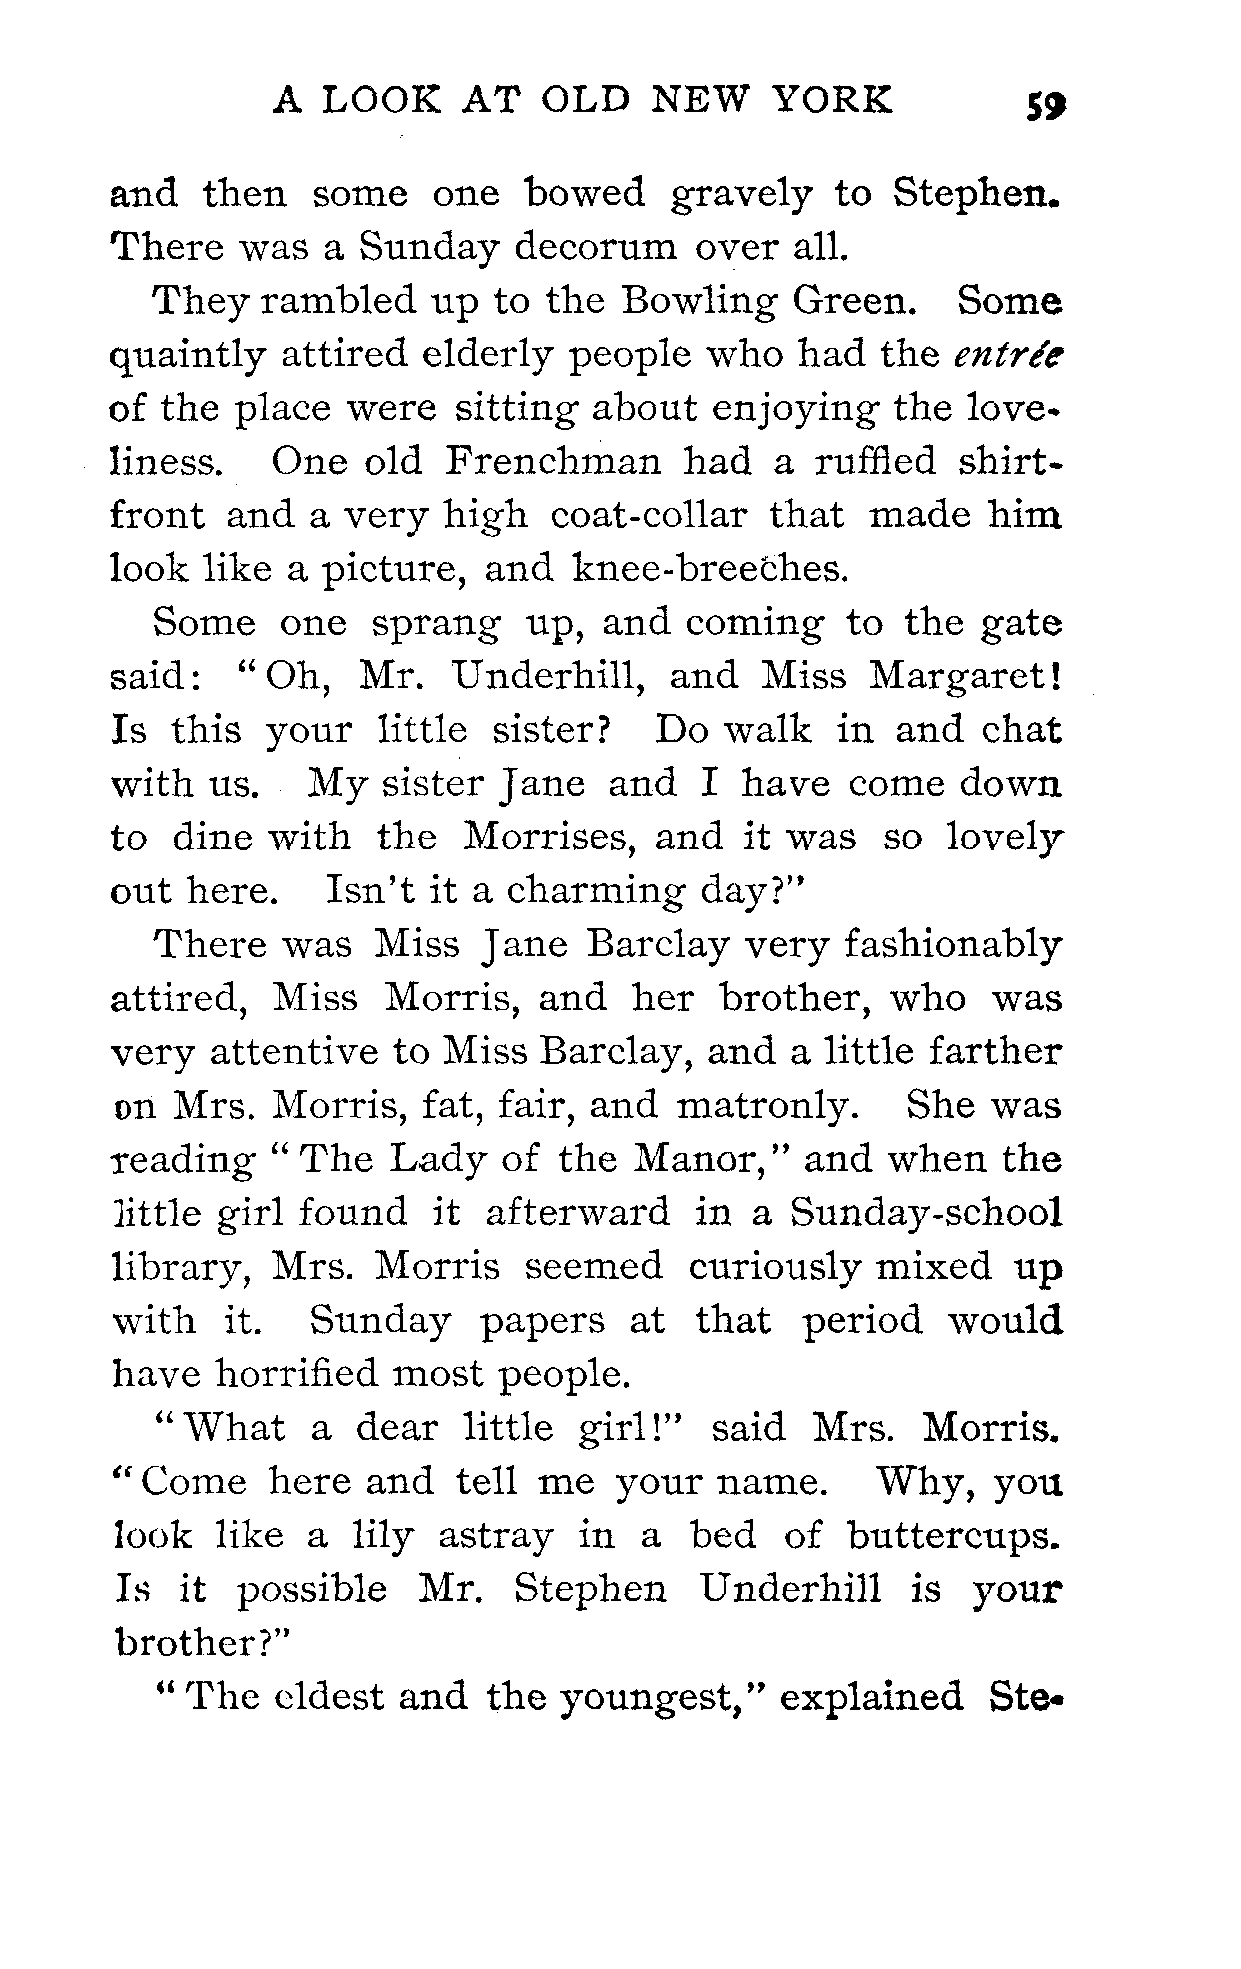 A LOOK AT OLD NEW YORK 59
and then some one bowed gravely to Stephen.
There was a Sunday decorum over all.
They rambled up to the Bowling Green. Some
quaintly attired elderly people who had the entrée
of the place were sitting about enjoying the love-
liness. One old Frenchman had a ruffled shirt-
front and a very high coat-collar that made him
look like a picture, and knee-breeches.
Some one sprang up, and coming to the gate
said: “Oh, Mr. Underhill, and Miss Margaret!
Is this your little sister? Do walk in and chat
with us. My sister Jane and I have come down
to dine with the Morrises, and it was so lovely
out here. Isn’t it a charming day?”
There was Miss Jane Barclay very fashionably
attired, Miss Morris, and her brother, who was
very attentive to Miss Barclay, and a little farther
on Mrs. Morris, fat, fair, and matronly. She was
reading “The Lady of the Manor,” and when the
little girl found it afterward in a Sunday-school
library, Mrs. Morris seemed curiously mixed up
with it. Sunday papers at that period would
have horrified most people.
“What a dear little girl!” said Mrs. Morris.
“Come here and tell me your name. Why, you
look like a lily astray in a bed of buttercups.
Is it possible Mr. Stephen Underhill is your
brother?”
“The eldest and the youngest,” explained Ste-